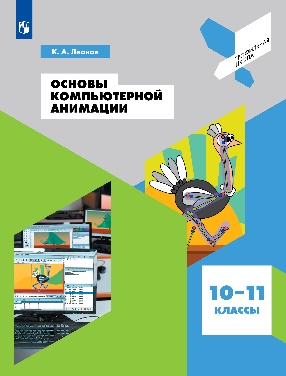 К. А. Леонов
ОСНОВЫ
КОМПЬЮТЕРНОЙ
АНИМАЦИИ
10–11
КЛАССЫ